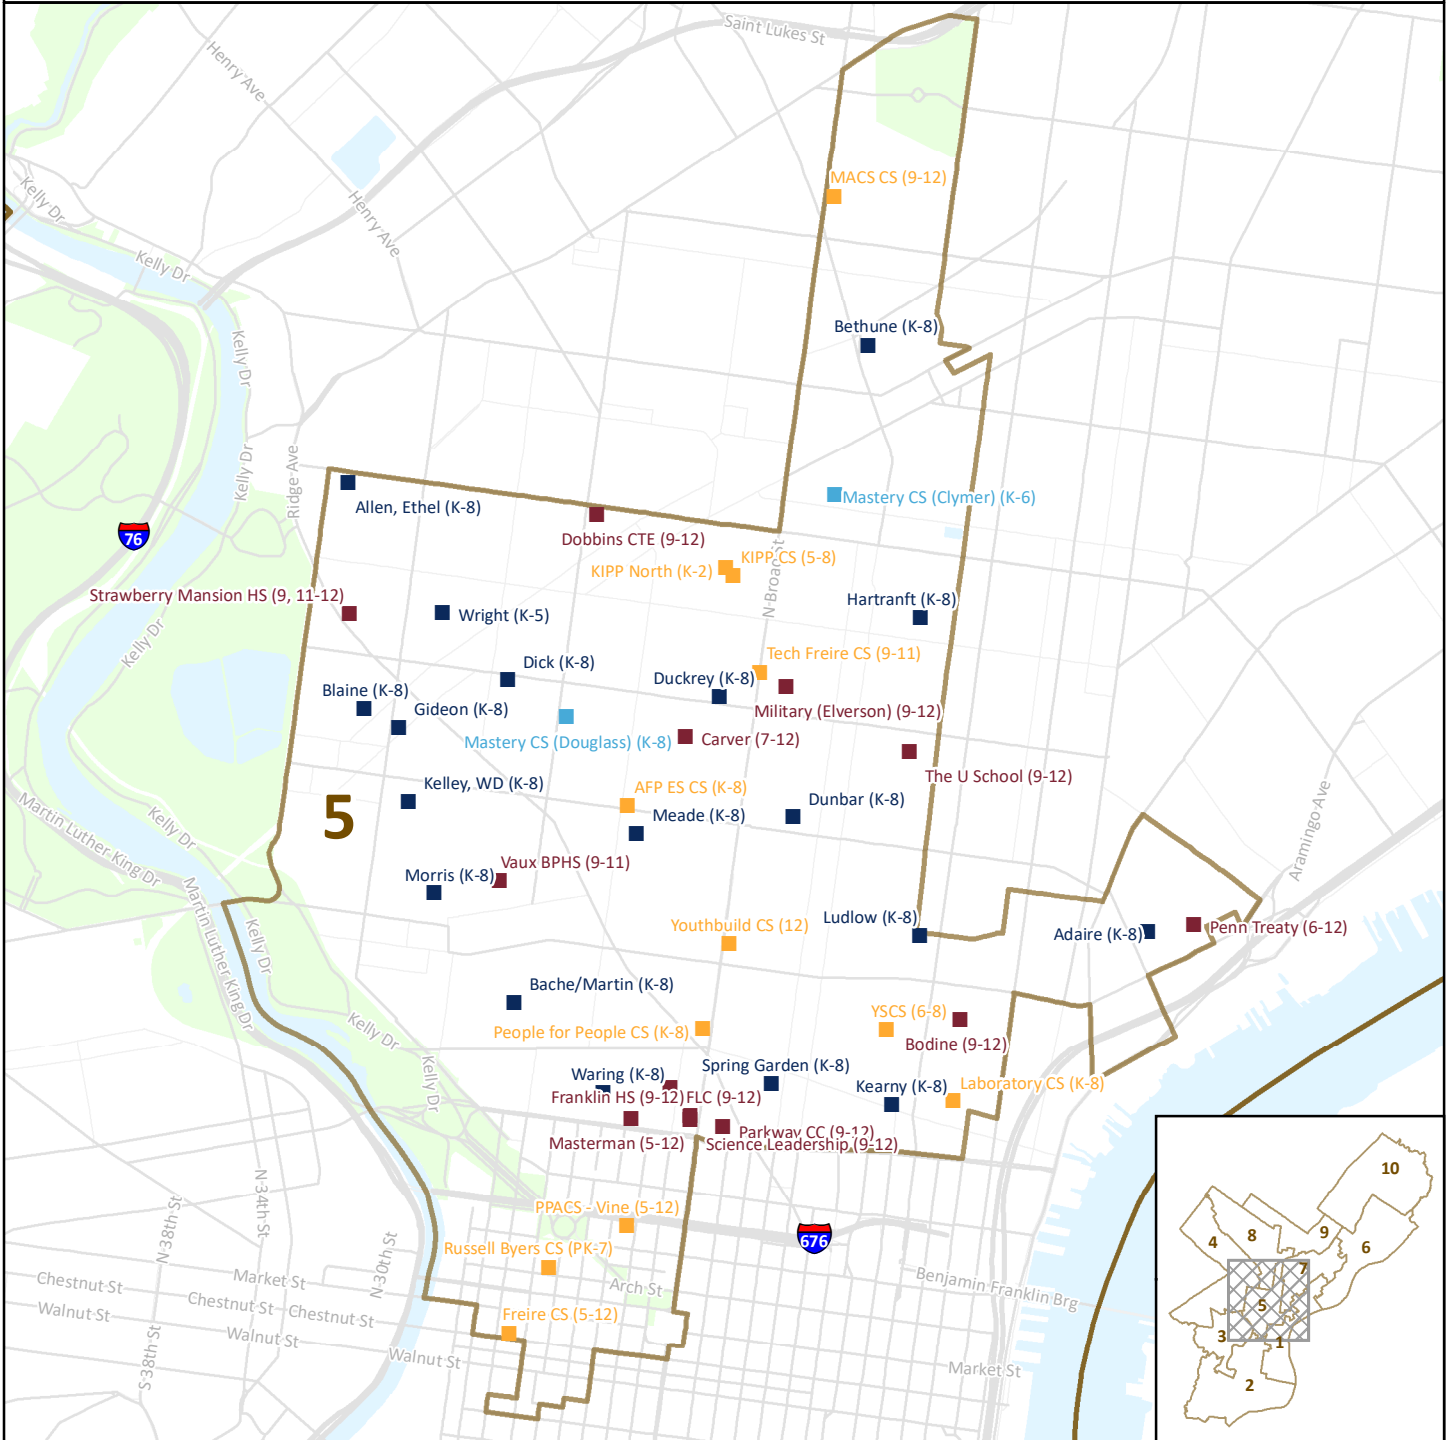 Saint Lukes St
Henry Ave
Kelly Dr
MACS CS (9-12)
Henry Ave
Kelly Dr
Bethune (K-8)
Kelly Dr
Kelly Dr
Ridge Ave
Allen, Ethel (K-8)
Mastery CS (Clymer) (K-6)
76
Dobbins CTE (9-12)
N Broad St
KIPP CS (5-8)
KIPP North (K-2)
Strawberry Mansion HS (9, 11-12)
Hartranft (K-8)
Wright (K-5)
Kelly Dr
Tech Freire CS (9-11)
Dick (K-8)
Duckrey (K-8)
Blaine (K-8)
Gideon (K-8)
Military (Elverson) (9-12)
Mastery CS (Douglass) (K-8)
Carver (7-12)
The U School (9-12)
Kelley, WD (K-8)
AFP ES CS (K-8)
Dunbar (K-8)
5
Meade (K-8)
Aramingo Ave
Kelly Dr
Martin Luther King Dr
Vaux BPHS (9-11)
Morris (K-8)
Martin Luther King Dr
Ludlow (K-8)
Youthbuild CS (12)
Adaire (K-8)
Penn Treaty (6-12)
Kelly Dr
Bache/Martin (K-8)
YSCS (6-8)
People for People CS (K-8)
Kelly Dr
Bodine (9-12)
Spring Garden (K-8)
Waring (K-8)
Kelly Dr
Kearny (K-8)
Laboratory CS (K-8)
Franklin HS (9-12)
FLC (9-12)
Parkway CC (9-12)
Masterman (5-12)
Science Leadership (9-12)
10
N 34th St
N 38th St
PPACS - Vine (5-12)
676
Russell Byers CS (PK-7)
N 30th St
8
9
4
6
7
Chestnut St
Market St
Arch St
Benjamin Franklin Brg
Walnut St
Chestnut St
Chestnut St
Freire CS (5-12)
5
Walnut St
3
1
S 38th St
Walnut St
Market St
2